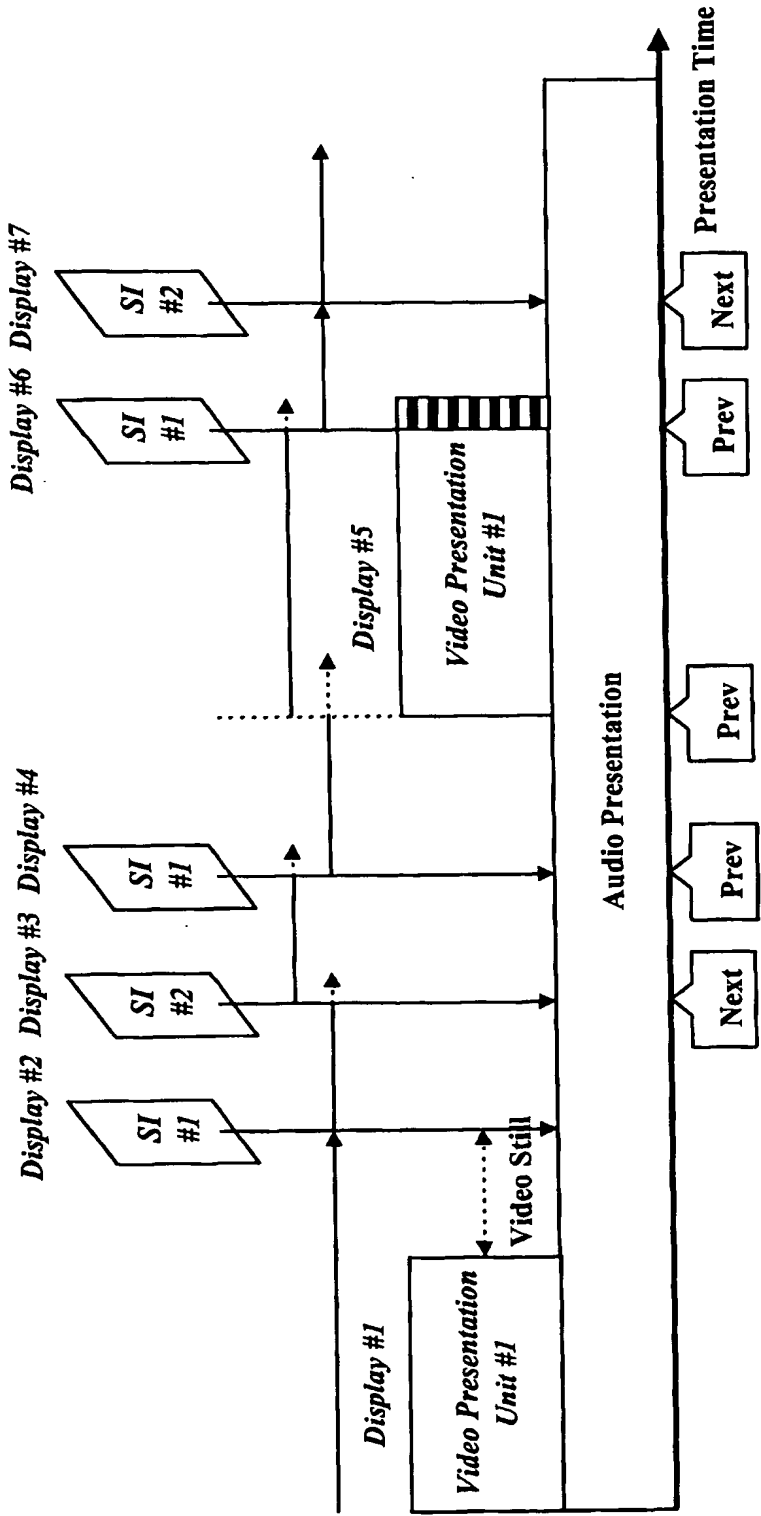 Display #2 Display #3 Display #4
Display #6 Display #7
SI
#1
SI
#2
SI
#1
SI
#1
SI
#2
Display #1
Display #5
Video Presentation
Unit #1
Video Still
Video Presentation
Unit #1
Audio Presentation
Presentation Time
Next
Prev
Prev
Prev
Next